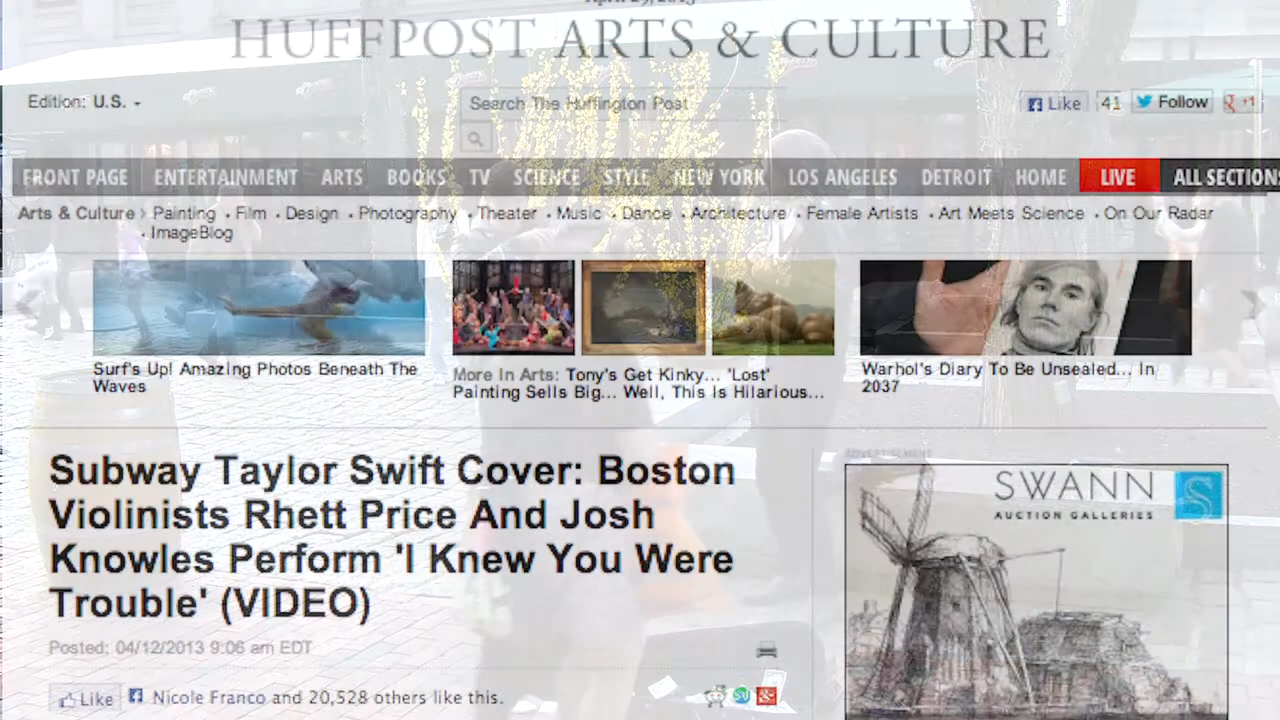 April 29, 2013
HUFFPOST ARTS & CULTURE
Edition: U.S.
Search The Huffington Post
Like 41 Follow +1
FRONT PAGE ENTERTAINMENT ARTS BOOKS TV SCIENCE STYLE NEW YORK LOS ANGELES DETROIT HOME LIVE ALL SECTIONS
Arts & Culture › Painting • Film • Design • Photography • Theater • Music • Dance • Architecture • Female Artists • Art Meets Science • On Our Radar
• ImageBlog
Surf's Up! Amazing Photos Beneath The
Waves
More In Arts: Tony's Get Kinky... 'Lost'
Painting Sells Big... Well, This Is Hilarious...
Warhol's Diary To Be Unsealed... In
2037
Subway Taylor Swift Cover: Boston
Violinists Rhett Price And Josh
Knowles Perform 'I Knew You Were
Trouble' (VIDEO)
Posted: 04/12/2013 9:06 am EDT
Like Nicole Franco and 20,528 others like this.
ADVERTISEMENT
SWANN
AUCTION GALLERIES
S